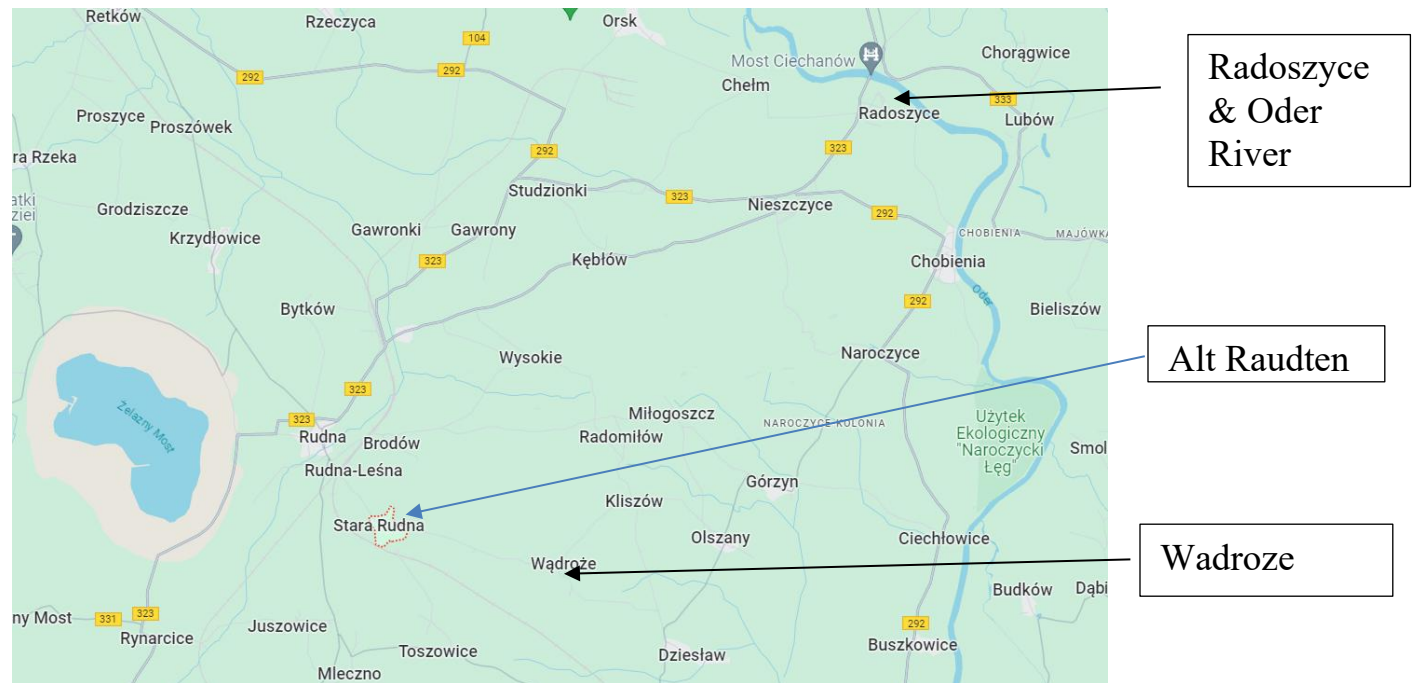 Retków
Rzeczyca
Orsk
104
292
292
Most Ciechanów
Chorągwice
Chełm
Radoszyce
333
Lubów
Proszyce
Proszówek
ra Rzeka
292
323
Studzionki
323
Nieszczyce
292
atki
ziei
Grodziszcze
Krzydłowice
Gawronki
Gawrony
323
Kębłów
CHOBIENIA
MAJÓWKA
Chobienia
Oder
292
Bieliszów
Bytków
Wysokie
Naroczyce
323
Żelazny Most
323
Rudna
Brodów
Rudna-Leśna
Miłogoszcz
Radomiłów
NAROCZYCE KOLONIA
Użytek
Ekologiczny
"Naroczycki
Łęg"
Smol
Kliszów
Górzyn
Stara Rudna
Olszany
Ciechłowice
Wądroże
Budków
Dąbi
ny Most
331
323
Rynarcice
Juszowice
Toszowice
Mleczno
Dziesław
292
Buszkowice
Radoszyce
& Oder
River
Alt Raudten
Wadroze